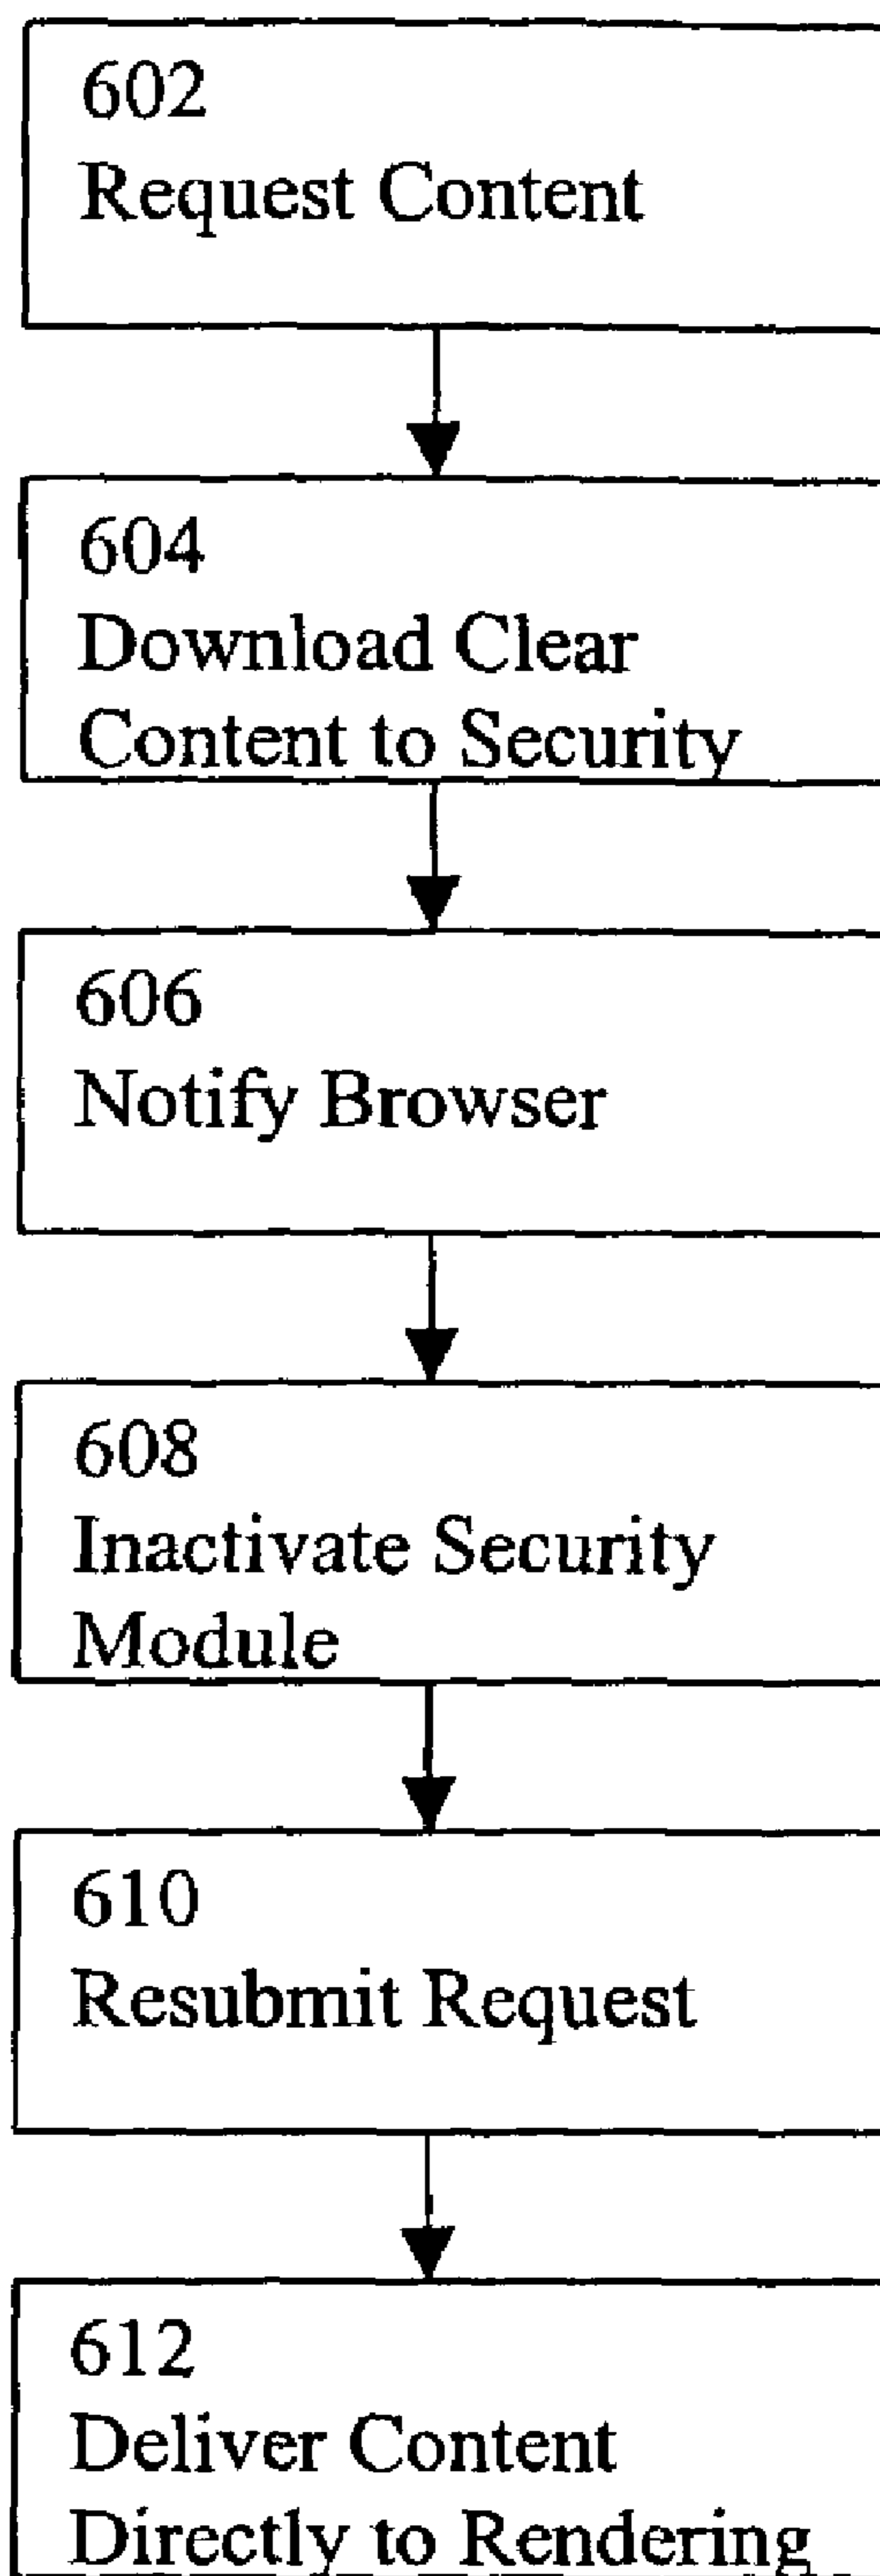 602
Request Content
604
Download Clear
Content to Security
606
Notify Browser
608
Inactivate Security
Module
610
Resubmit Request
612
Deliver Content
Directly to Rendering